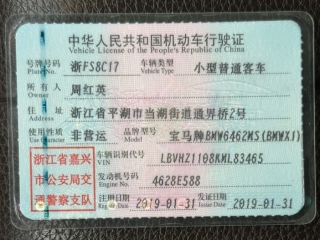 中华人民共和国机动车行驶证
Vehicle License of the People's Republic of China
号牌号码 浙FS8C17 车辆类型 小型普通客车
Plate No. Vehicle Type
所有人 周红英
Owner
住址 浙江省平湖市当湖街道通界桥2号
Address
使用性质 非营运 品牌型号 宝马牌BMW6462MS(BMWX1)
Use Character Model
浙江省嘉兴
市公安局交
通警察支队
车辆识别代号 LBVHZ1108KML83465
VIN
发动机号码 4628E588
Engine No.
注册日期 2019-01-31 发证日期 2019-01-31
Register Date Issue Date